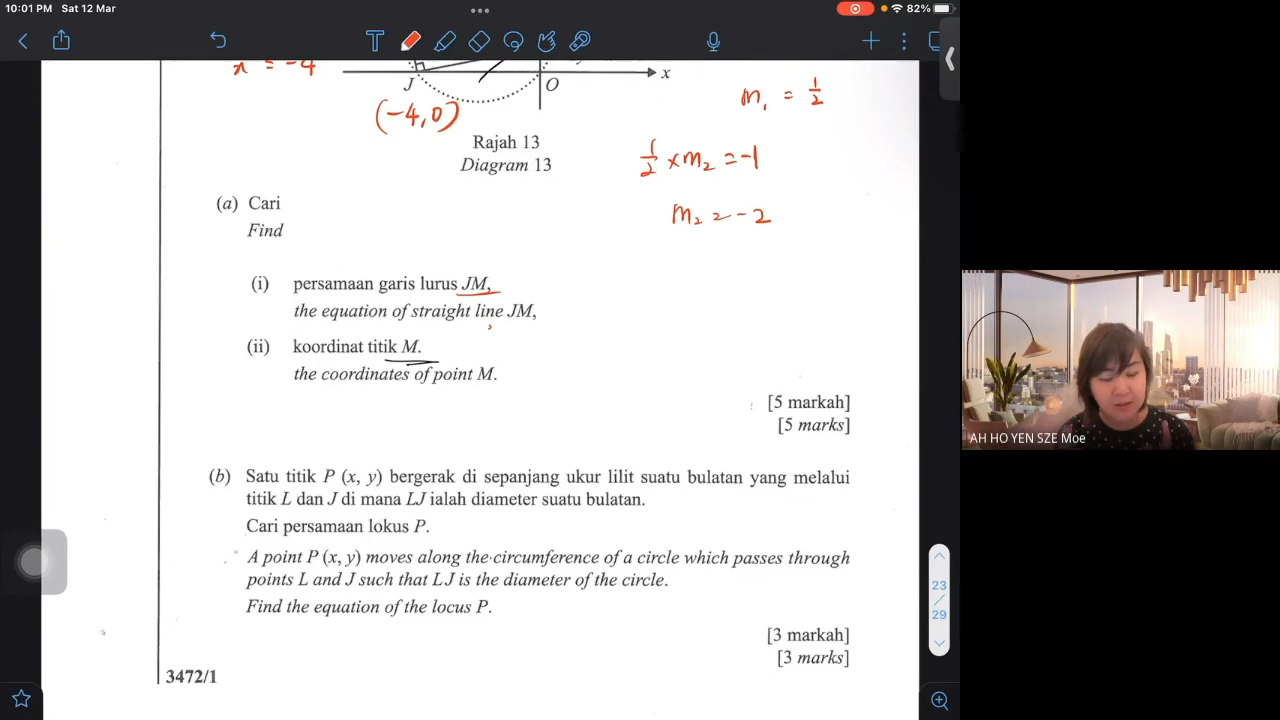 10:01 PM Sat 12 Mar
82%
x = -4
J
O
x
(-4,0)
m₁ = 1/2
Rajah 13
Diagram 13
1/2 × m₂ = -1
m₂ = -2
(a) Cari
Find
(i) persamaan garis lurus JM,
the equation of straight line JM,
(ii) koordinat titik M.
the coordinates of point M.
[5 markah]
[5 marks]
(b) Satu titik P (x, y) bergerak di sepanjang ukur lilit suatu bulatan yang melalui
titik L dan J di mana LJ ialah diameter suatu bulatan.
Cari persamaan lokus P.
A point P (x, y) moves along the circumference of a circle which passes through
points L and J such that LJ is the diameter of the circle.
Find the equation of the locus P.
[3 markah]
[3 marks]
3472/1
23
/
29
AH HO YEN SZE Moe